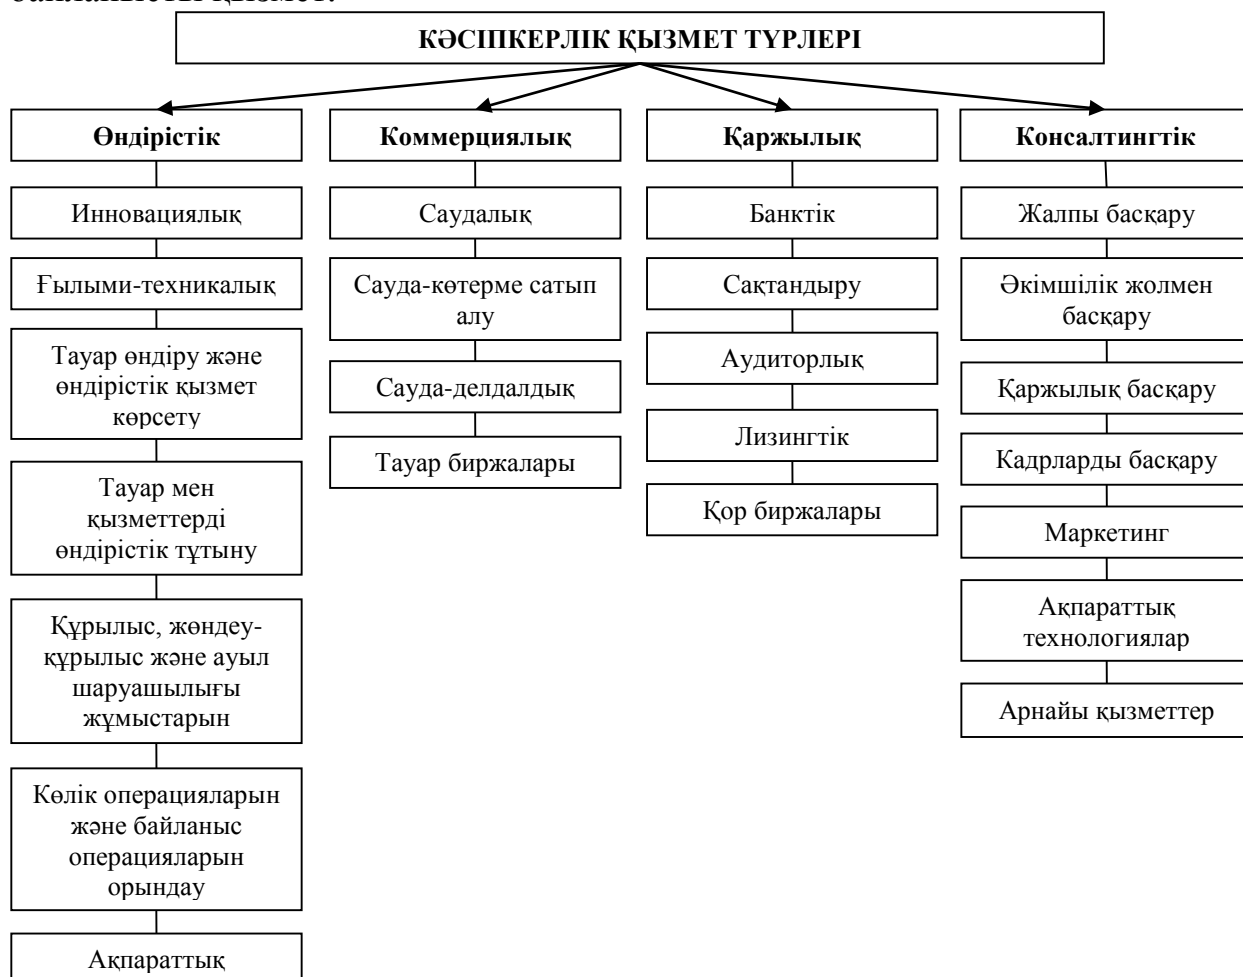 байланысты қызмет.
КӘСІПКЕРЛІК ҚЫЗМЕТ ТҮРЛЕРІ
Өндірістік
Инновациялық
Ғылыми-техникалық
Тауар өндіру және
өндірістік қызмет
көрсету
Тауар мен
қызметтерді
өндірістік тұтыну
Құрылыс, жөндеу-
құрылыс және ауыл
шаруашылығы
жұмыстарын
Көлік операцияларын
және байланыс
операцияларын
орындау
Ақпараттық
Коммерциялық
Саудалық
Сауда-көтерме сатып
алу
Сауда-делдалдық
Тауар биржалары
Қаржылық
Банктік
Сақтандыру
Аудиторлық
Лизингтік
Қор биржалары
Консалтингтік
Жалпы басқару
Әкімшілік жолмен
басқару
Қаржылық басқару
Кадрларды басқару
Маркетинг
Ақпараттық
технологиялар
Арнайы қызметтер